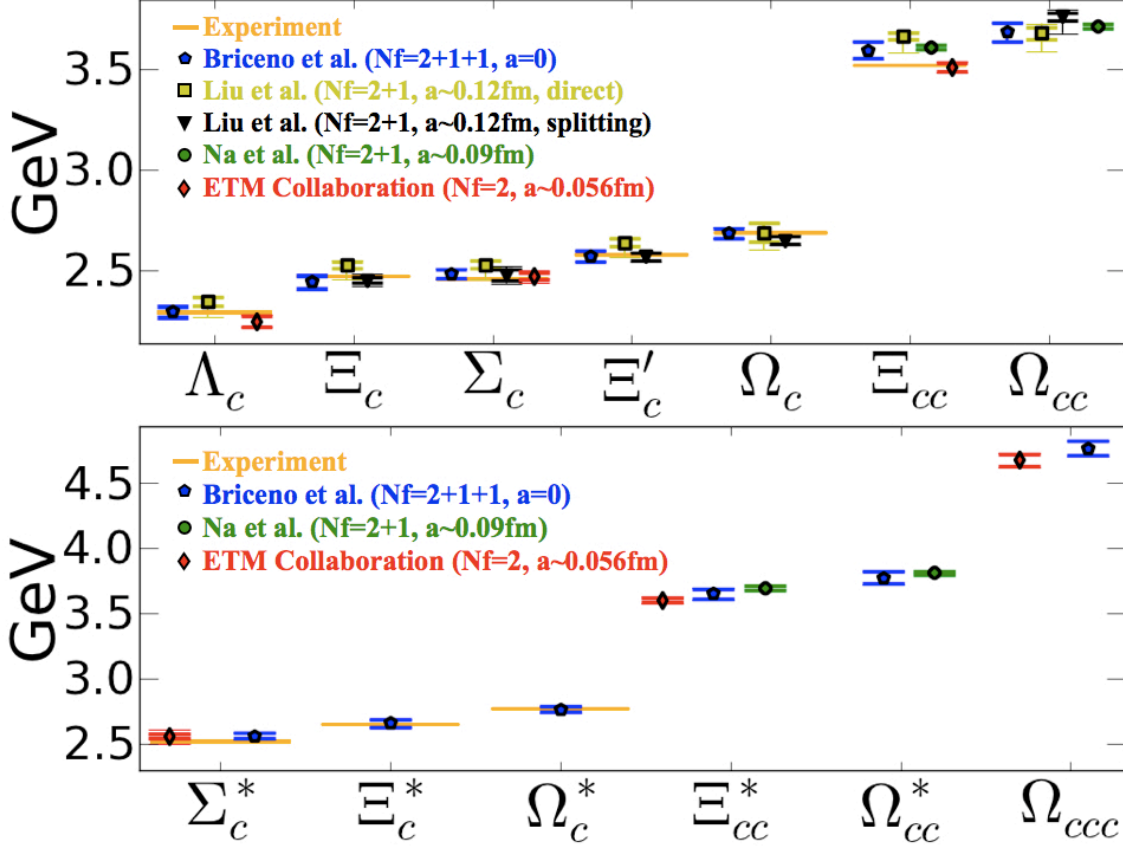 Experiment
Briceno et al. (Nf=2+1+1, a=0)
Liu et al. (Nf=2+1, a~0.12fm, direct)
Liu et al. (Nf=2+1, a~0.12fm, splitting)
Na et al. (Nf=2+1, a~0.09fm)
ETM Collaboration (Nf=2, a~0.056fm)
GeV
3.5
3.0
2.5
Λ_c Ξ_c Σ_c Ξ′_c Ω_c Ξ_cc Ω_cc
Experiment
Briceno et al. (Nf=2+1+1, a=0)
Na et al. (Nf=2+1, a~0.09fm)
ETM Collaboration (Nf=2, a~0.056fm)
GeV
4.5
4.0
3.5
3.0
2.5
Σ*_c Ξ*_c Ω*_c Ξ*_cc Ω*_cc Ω_ccc